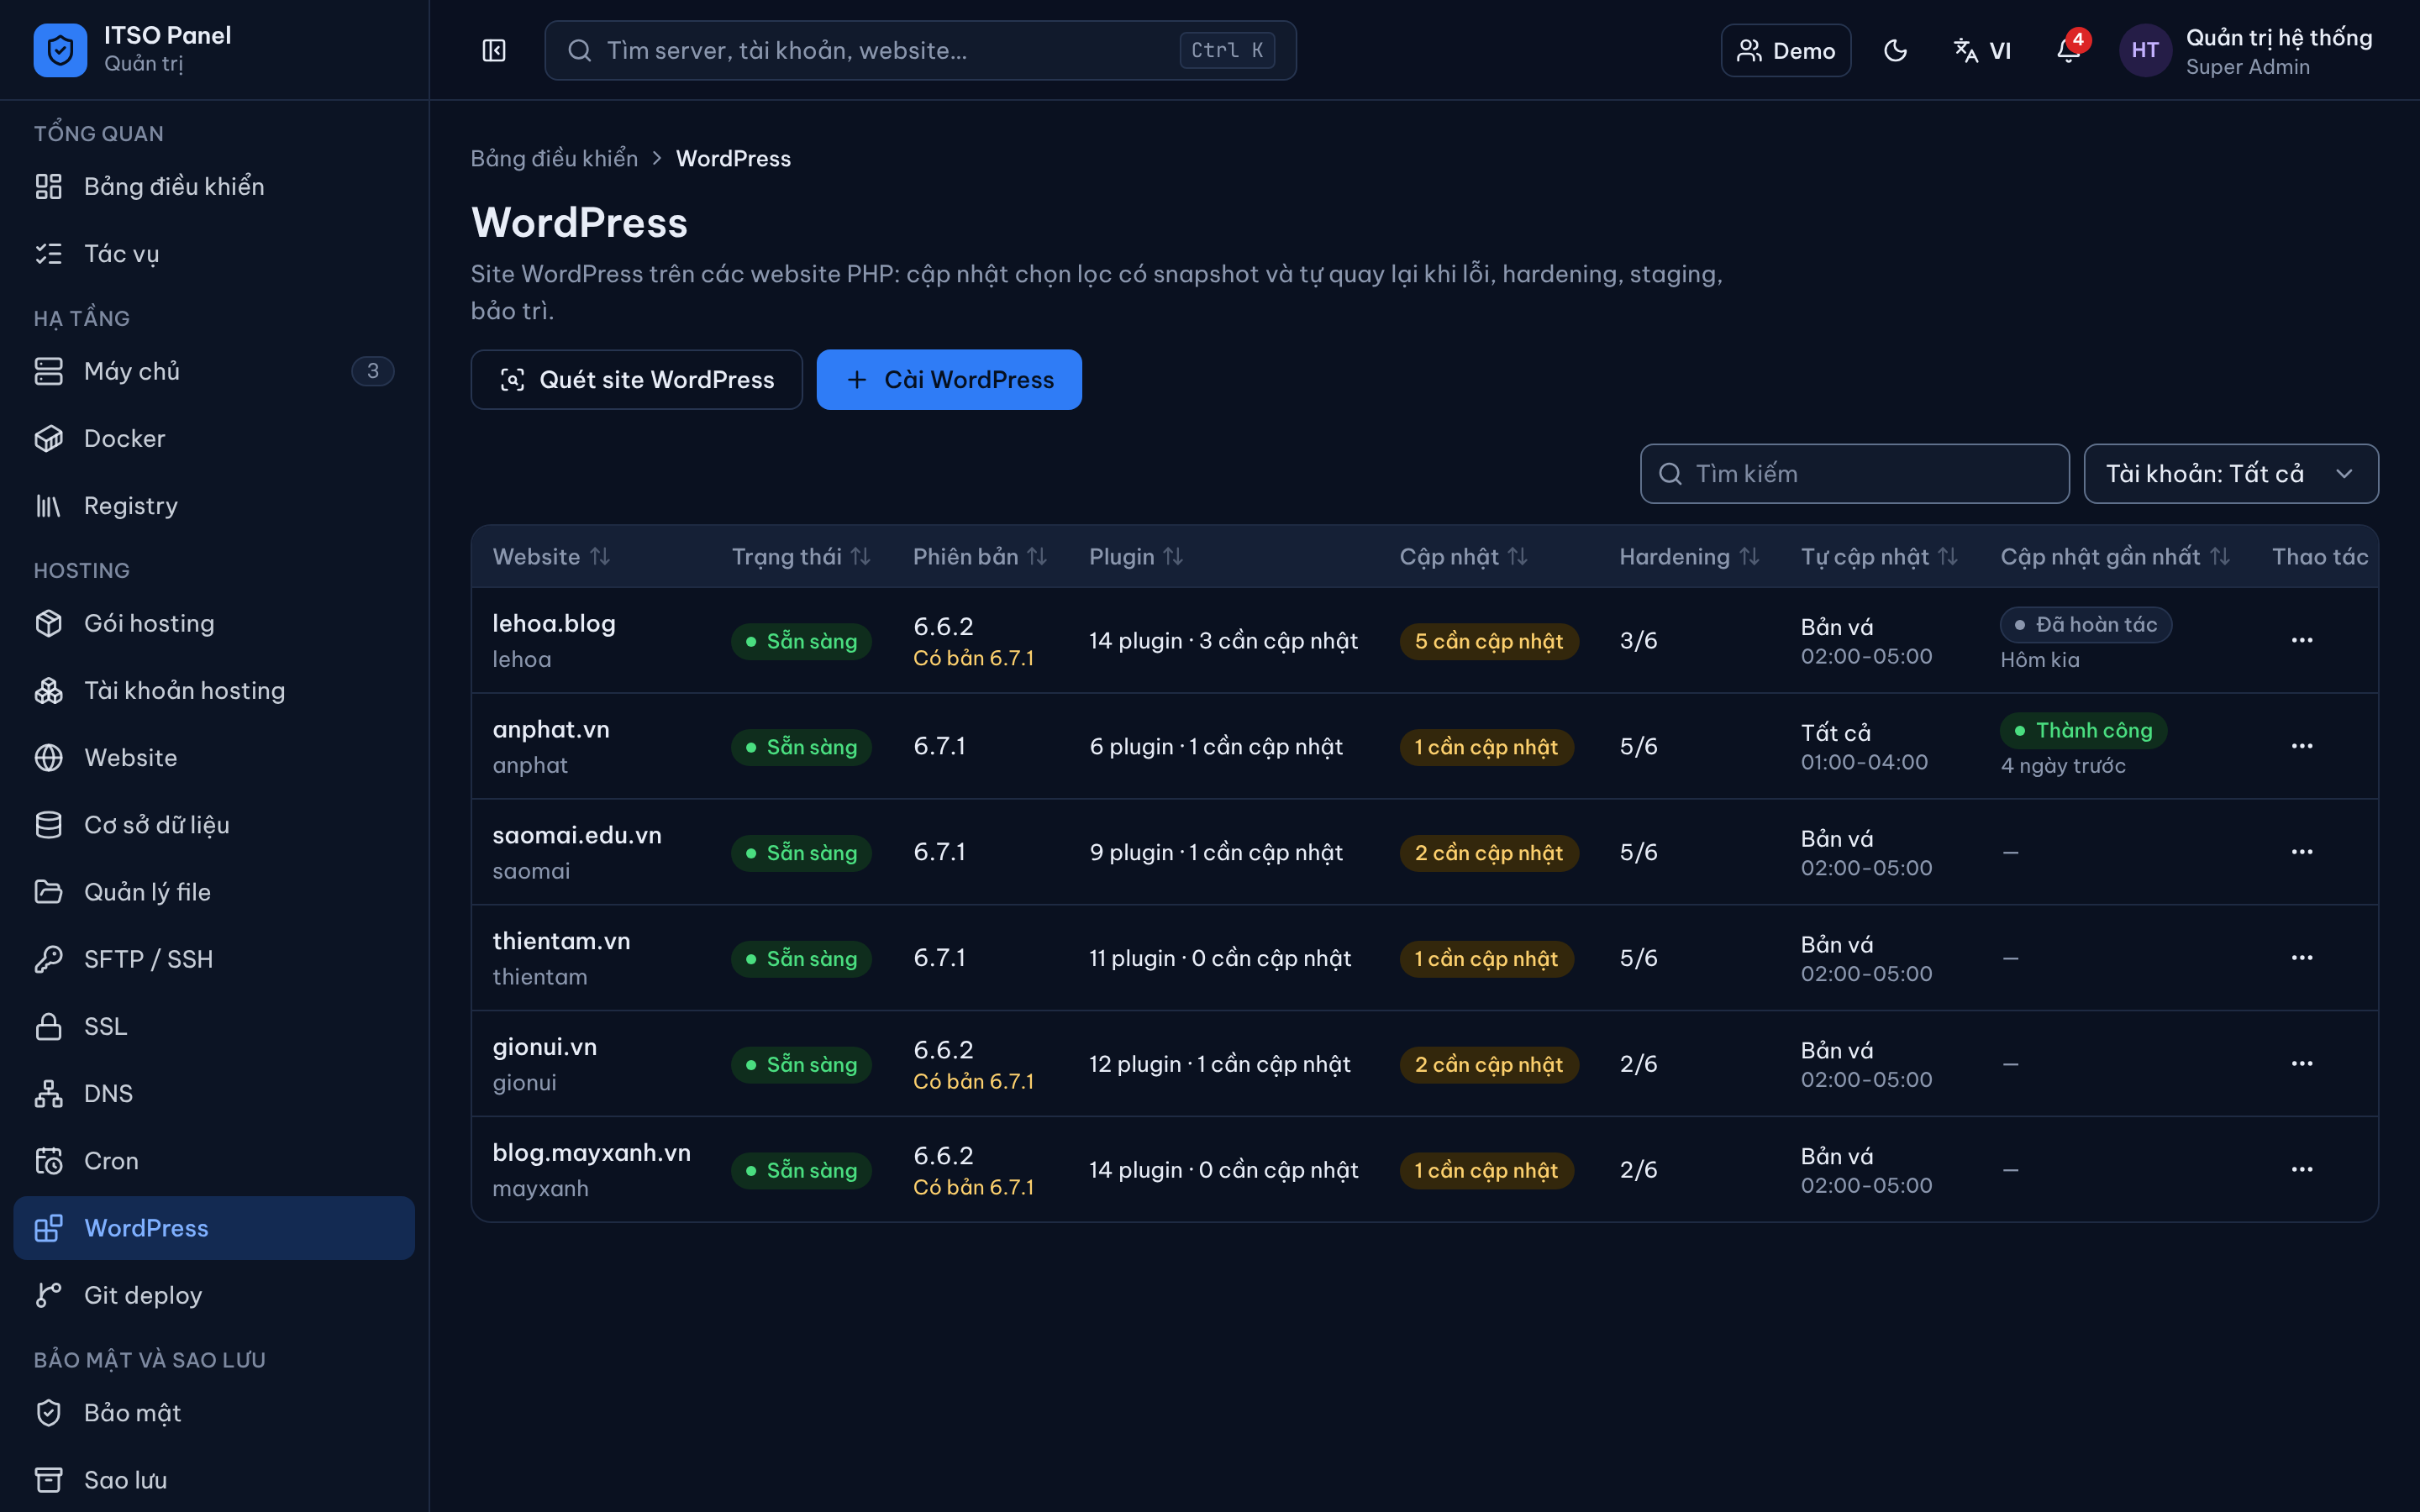 ITSO Panel
Quản trị
Tìm server, tài khoản, website...
Ctrl K
Demo
VI
4
HT
Quản trị hệ thống
Super Admin
TỔNG QUAN
Bảng điều khiển
Tác vụ
HẠ TẦNG
Máy chủ
3
Docker
Registry
HOSTING
Gói hosting
Tài khoản hosting
Website
Cơ sở dữ liệu
Quản lý file
SFTP / SSH
SSL
DNS
Cron
WordPress
Git deploy
BẢO MẬT VÀ SAO LƯU
Bảo mật
Sao lưu
Bảng điều khiển > WordPress
WordPress
Site WordPress trên các website PHP: cập nhật chọn lọc có snapshot và tự quay lại khi lỗi, hardening, staging,
bảo trì.
Quét site WordPress
Cài WordPress
Tìm kiếm
Tài khoản: Tất cả
Website Trạng thái Phiên bản Plugin Cập nhật Hardening Tự cập nhật Cập nhật gần nhất Thao tác
lehoa.blog
lehoa
Sẵn sàng
6.6.2
Có bản 6.7.1
14 plugin · 3 cần cập nhật
5 cần cập nhật
3/6
Bản vá
02:00-05:00
Đã hoàn tác
Hôm kia
anphat.vn
anphat
Sẵn sàng
6.7.1
6 plugin · 1 cần cập nhật
1 cần cập nhật
5/6
Tất cả
01:00-04:00
Thành công
4 ngày trước
saomai.edu.vn
saomai
Sẵn sàng
6.7.1
9 plugin · 1 cần cập nhật
2 cần cập nhật
5/6
Bản vá
02:00-05:00
—
thientam.vn
thientam
Sẵn sàng
6.7.1
11 plugin · 0 cần cập nhật
1 cần cập nhật
5/6
Bản vá
02:00-05:00
—
gionui.vn
gionui
Sẵn sàng
6.6.2
Có bản 6.7.1
12 plugin · 1 cần cập nhật
2 cần cập nhật
2/6
Bản vá
02:00-05:00
—
blog.mayxanh.vn
mayxanh
Sẵn sàng
6.6.2
Có bản 6.7.1
14 plugin · 0 cần cập nhật
1 cần cập nhật
2/6
Bản vá
02:00-05:00
—